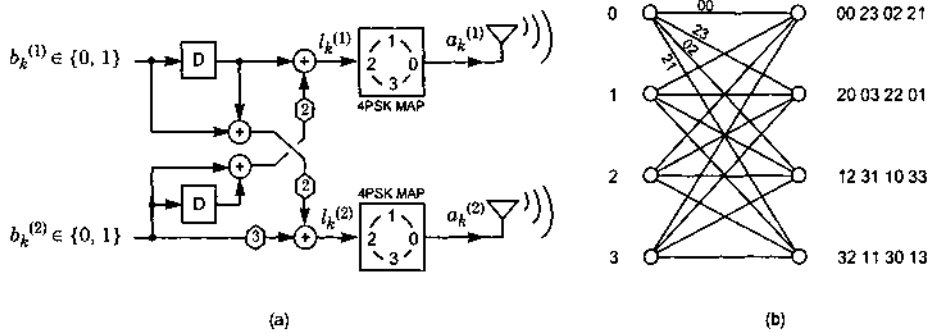 b_k^(1) ∈ {0, 1}
D
+
l_k^(1)
1
2 0
3
4PSK MAP
a_k^(1)
2
+
+
2
D
b_k^(2) ∈ {0, 1}
3
+
l_k^(2)
4PSK MAP
1
2 0
3
a_k^(2)
(a)
0
00
23
02
21
00 23 02 21
1
20 03 22 01
2
12 31 10 33
3
32 11 30 13
(b)